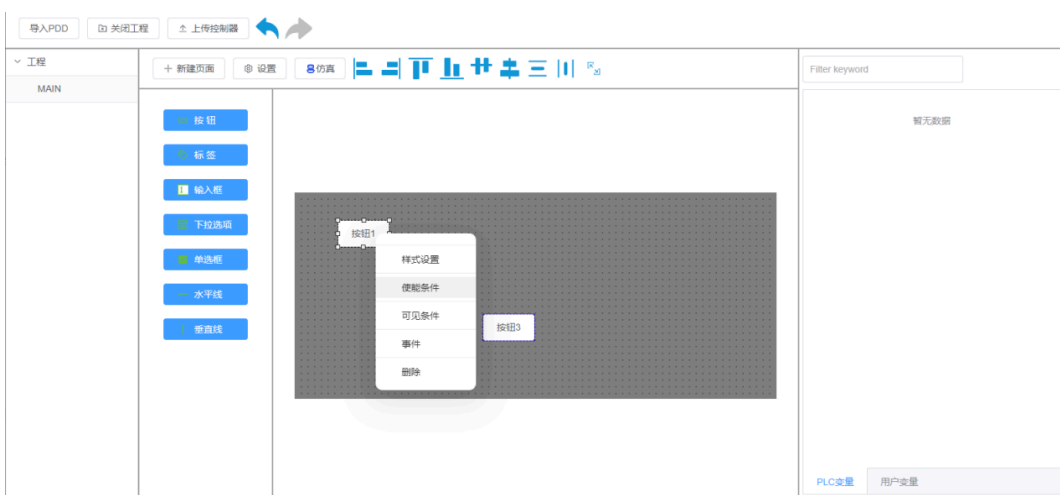 导入PDD 关闭工程 上传控制器
工程
MAIN
新建页面 设置 仿真
Filter keyword
暂无数据
按钮
标签
输入框
下拉选项
单选框
水平线
垂直线
按钮1
样式设置
使能条件
可见条件
事件
删除
按钮3
PLC变量 用户变量